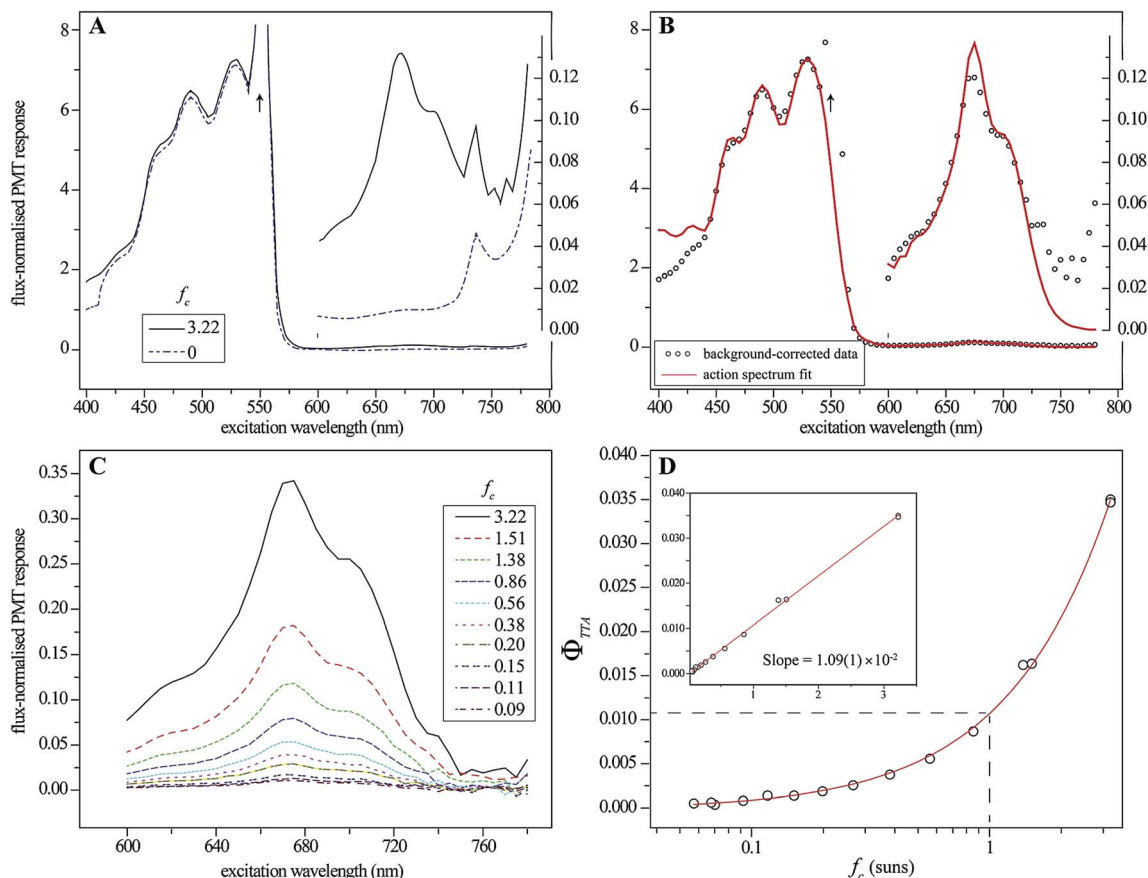 A
flux-normalised PMT response
8
6
4
2
0
0.12
0.10
0.08
0.06
0.04
0.02
0.00
f_c
3.22
0
400 450 500 550 600 650 700 750 800
excitation wavelength (nm)
B
8
6
4
2
0
0.12
0.10
0.08
0.06
0.04
0.02
0.00
background-corrected data
action spectrum fit
400 450 500 550 600 650 700 750 800
excitation wavelength (nm)
C
flux-normalised PMT response
0.35
0.30
0.25
0.20
0.15
0.10
0.05
0.00
f_c
3.22
1.51
1.38
0.86
0.56
0.38
0.20
0.15
0.11
0.09
600 640 680 720 760
excitation wavelength (nm)
D
Φ_TTA
0.040
0.035
0.030
0.025
0.020
0.015
0.010
0.005
0.000
0.040
0.030
0.020
0.010
0.000
Slope = 1.09(1) × 10⁻²
1 2 3
0.1 1
f_c (suns)